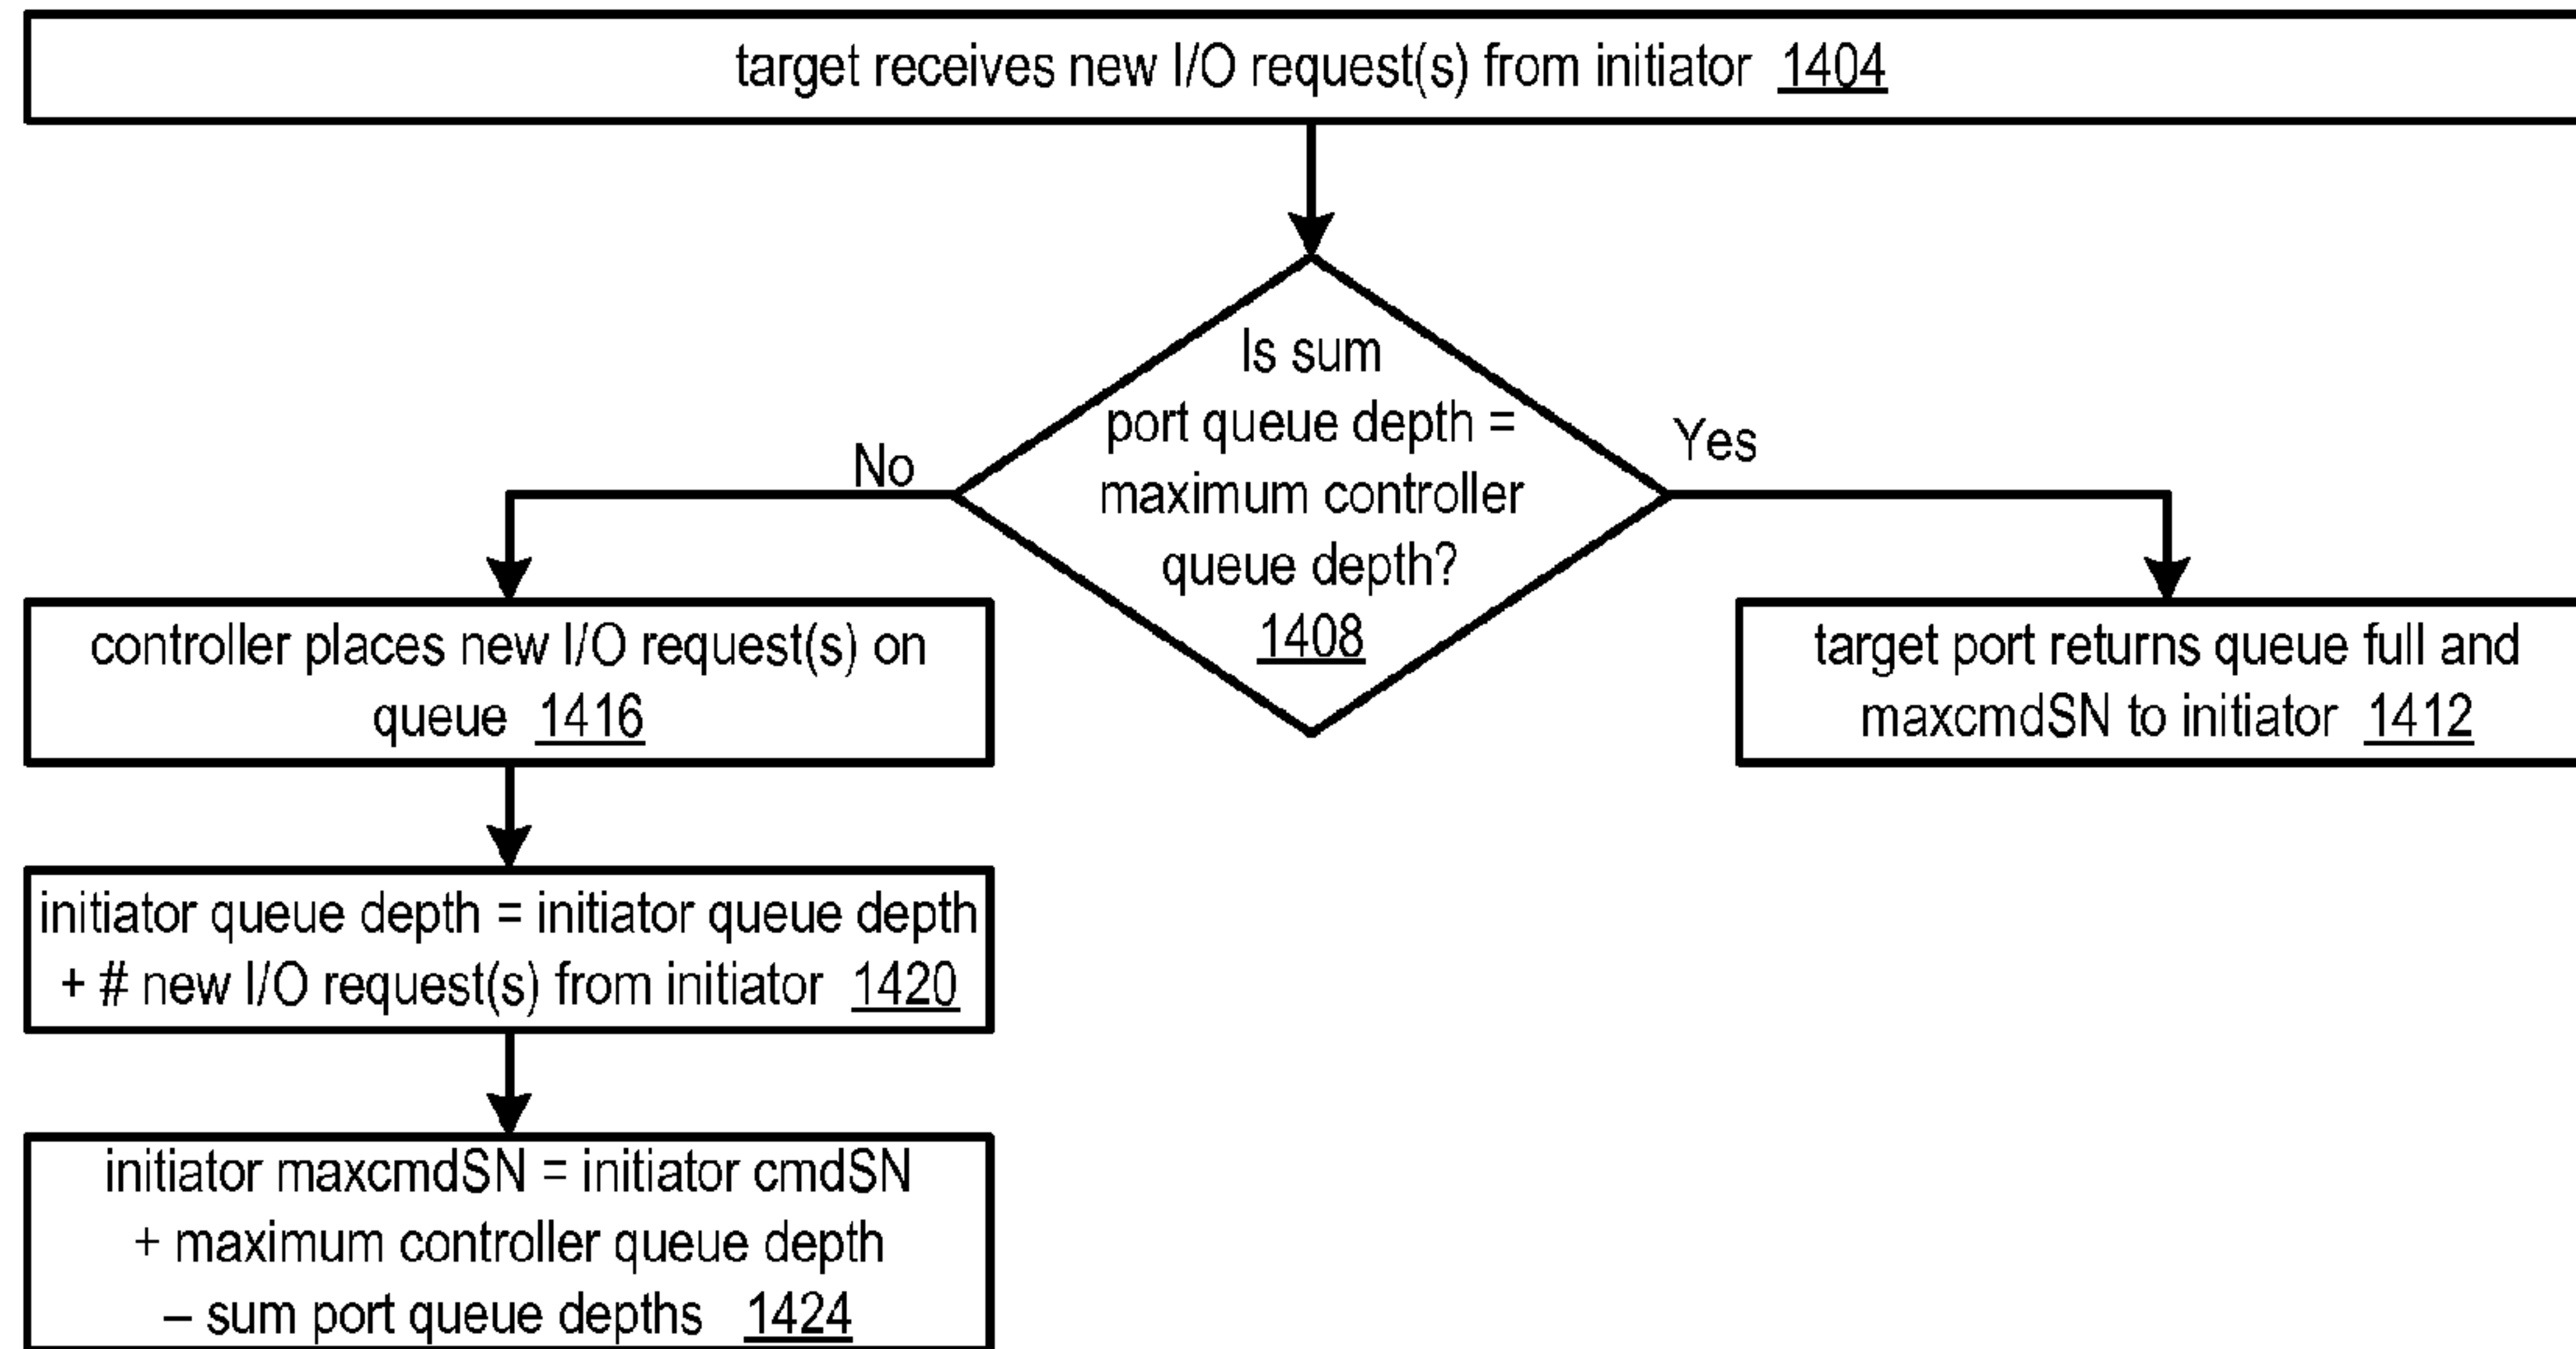 target receives new I/O request(s) from initiator 1404
Is sum
port queue depth =
maximum controller
queue depth?
1408
No
Yes
controller places new I/O request(s) on
queue 1416
target port returns queue full and
maxcmdSN to initiator 1412
initiator queue depth = initiator queue depth
+ # new I/O request(s) from initiator 1420
initiator maxcmdSN = initiator cmdSN
+ maximum controller queue depth
– sum port queue depths 1424